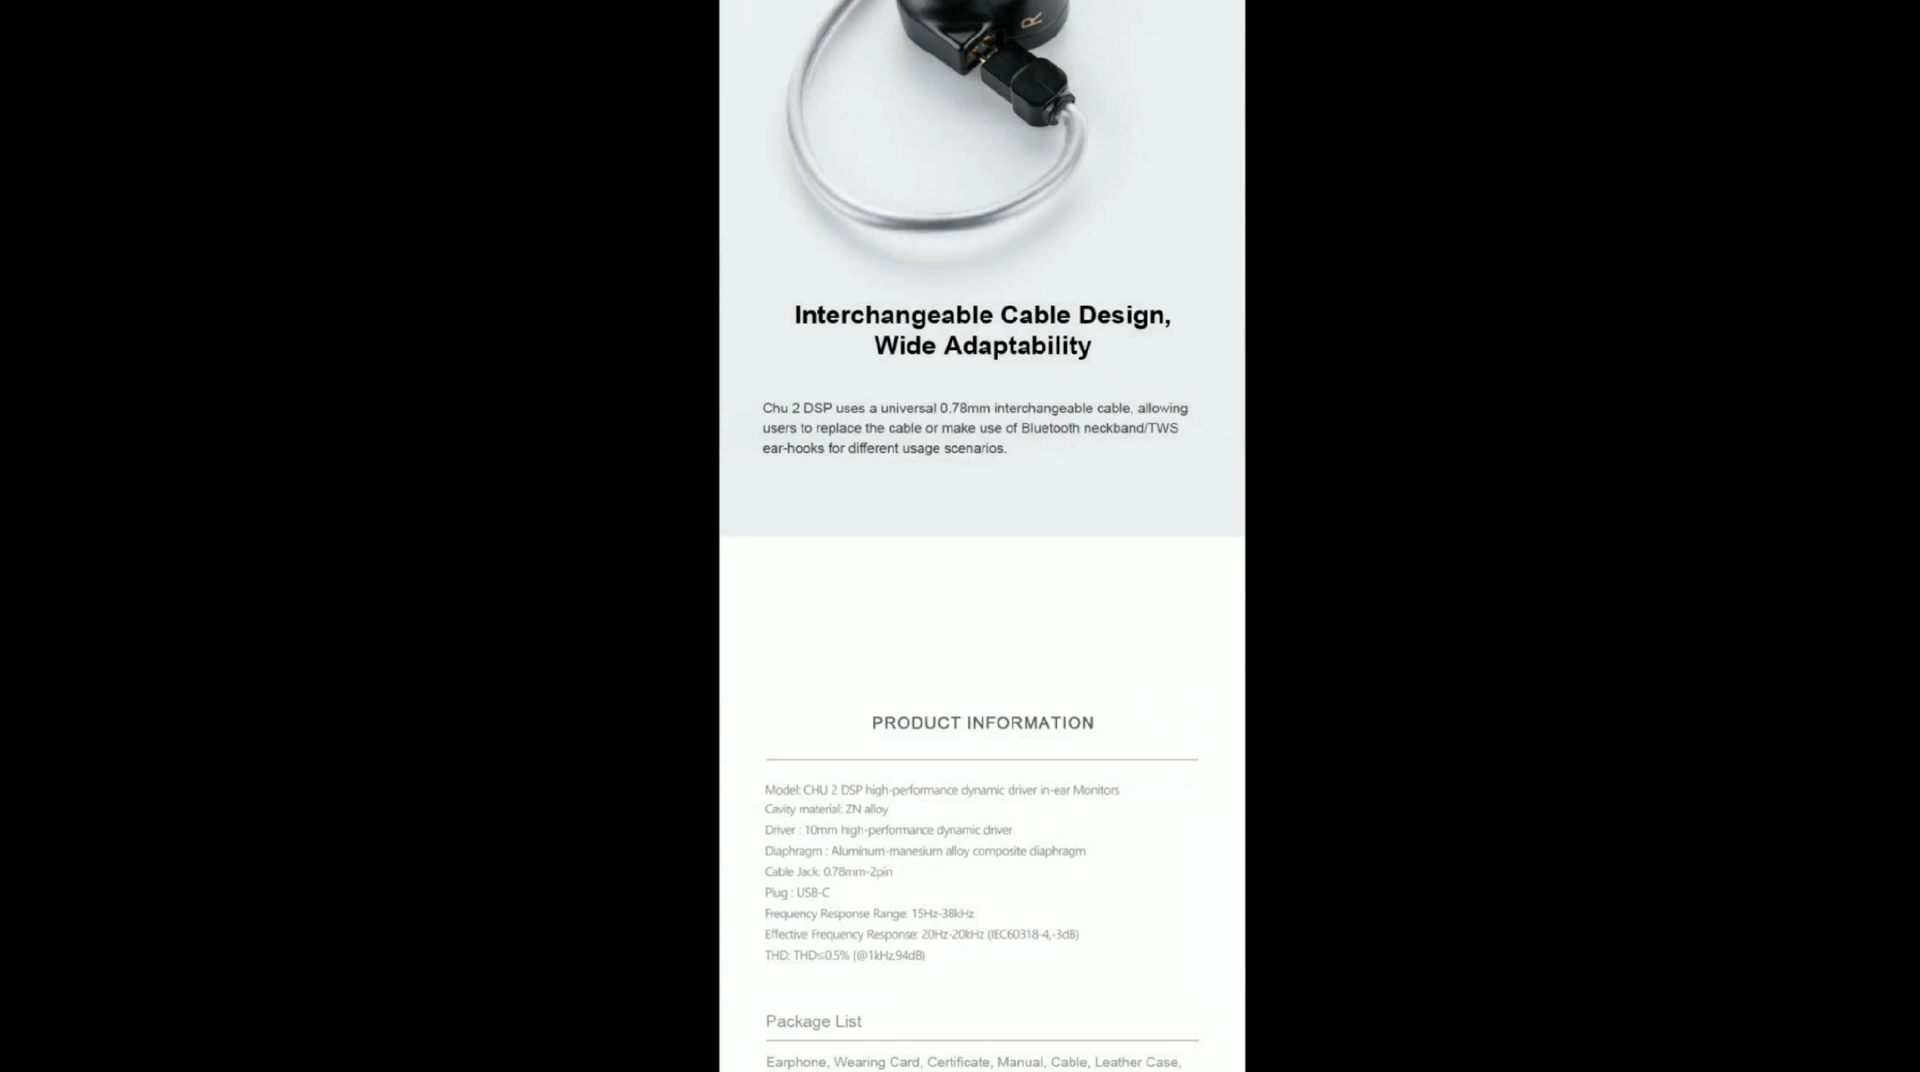 R
Interchangeable Cable Design,
Wide Adaptability
Chu 2 DSP uses a universal 0.78mm interchangeable cable, allowing
users to replace the cable or make use of Bluetooth neckband/TWS
ear-hooks for different usage scenarios.
PRODUCT INFORMATION
Model: CHU 2 DSP high-performance dynamic driver in-ear Monitors
Cavity material: ZN alloy
Driver : 10mm high-performance dynamic driver
Diaphragm : Aluminum-manesium alloy composite diaphragm
Cable Jack: 0.78mm-2pin
Plug : USB-C
Frequency Response Range: 15Hz-38kHz
Effective Frequency Response: 20Hz-20kHz (IEC60318-4,-3dB)
THD: THD≤0.5% (@1kHz,94dB)
Package List
Earphone, Wearing Card, Certificate, Manual, Cable, Leather Case,